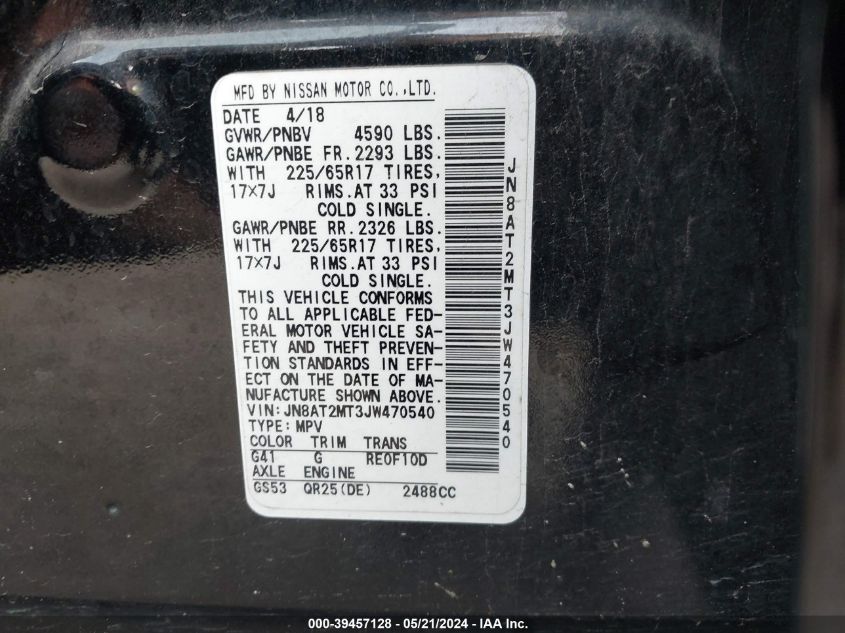 MFD BY NISSAN MOTOR CO.,LTD.
DATE 4/18
GVWR/PNBV 4590 LBS.
GAWR/PNBE FR.2293 LBS.
WITH 225/65R17 TIRES,
17×7J RIMS.AT 33 PSI
COLD SINGLE.
GAWR/PNBE RR.2326 LBS.
WITH 225/65R17 TIRES,
17×7J RIMS.AT 33 PSI
COLD SINGLE.
THIS VEHICLE CONFORMS
TO ALL APPLICABLE FED-
ERAL MOTOR VEHICLE SA-
FETY AND THEFT PREVEN-
TION STANDARDS IN EFF-
ECT ON THE DATE OF MA-
NUFACTURE SHOWN ABOVE.
VIN:JN8AT2MT3JW470540
TYPE:MPV
COLOR TRIM TRANS
G41 G RE0F10D
AXLE ENGINE
GS53 QR25(DE) 2488CC
JN8AT2MT3JW470540
000-39457128 - 05/21/2024 - IAA Inc.